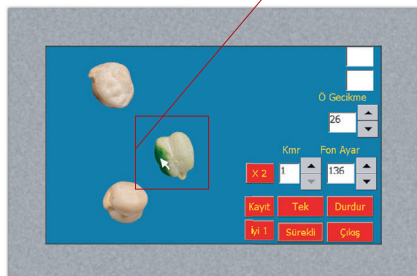 Ö Gecikme
26
Kmr Fon Ayar
X 2 1 136
Kayıt Tek Durdur
İyi 1 Sürekli Çıkış